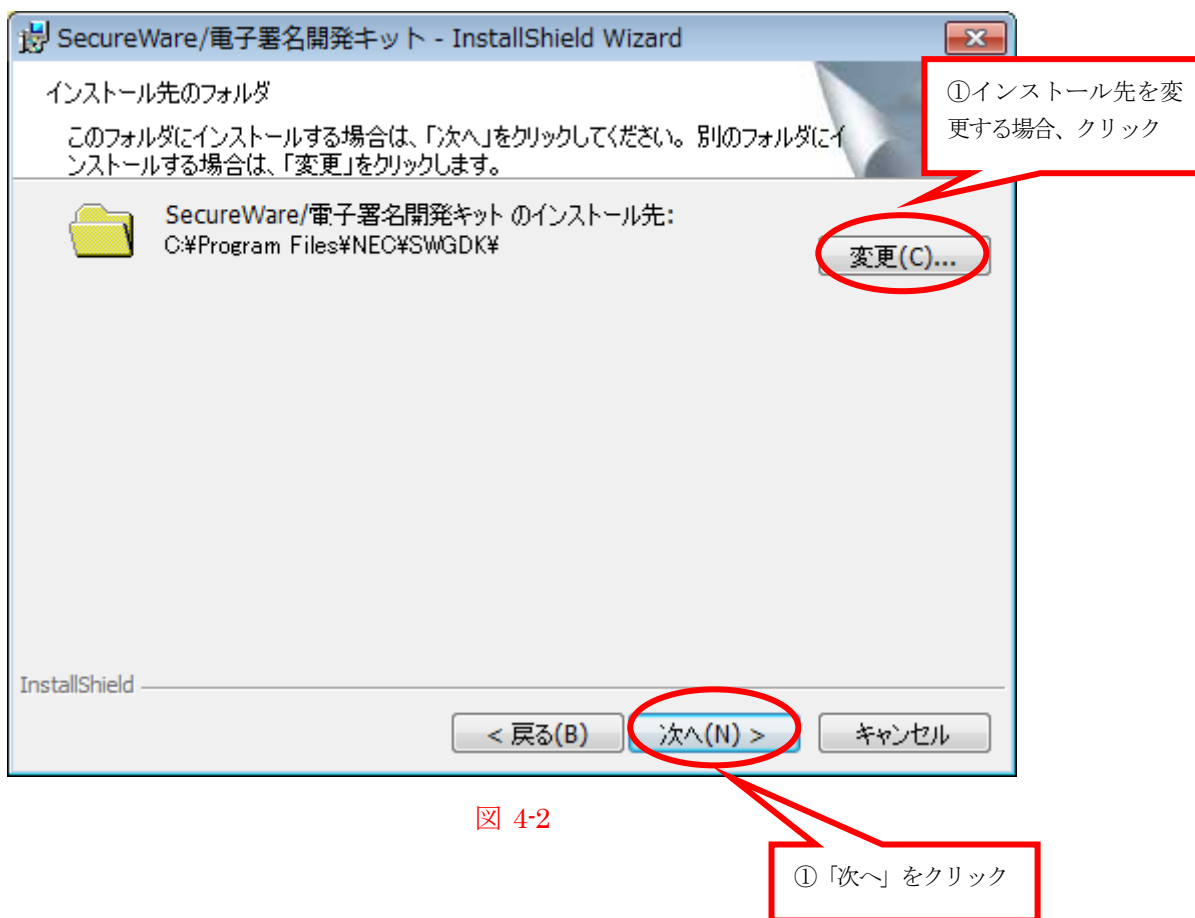 SecureWare/電子署名開発キット - InstallShield Wizard
インストール先のフォルダ
このフォルダにインストールする場合は、「次へ」をクリックしてください。別のフォルダにイ
ンストールする場合は、「変更」をクリックします。
①インストール先を変
更する場合、クリック
SecureWare/電子署名開発キット のインストール先:
C:¥Program Files¥NEC¥SWGDK¥
変更(C)...
InstallShield
< 戻る(B)
次へ(N) >
キャンセル
図 4-2
①「次へ」をクリック